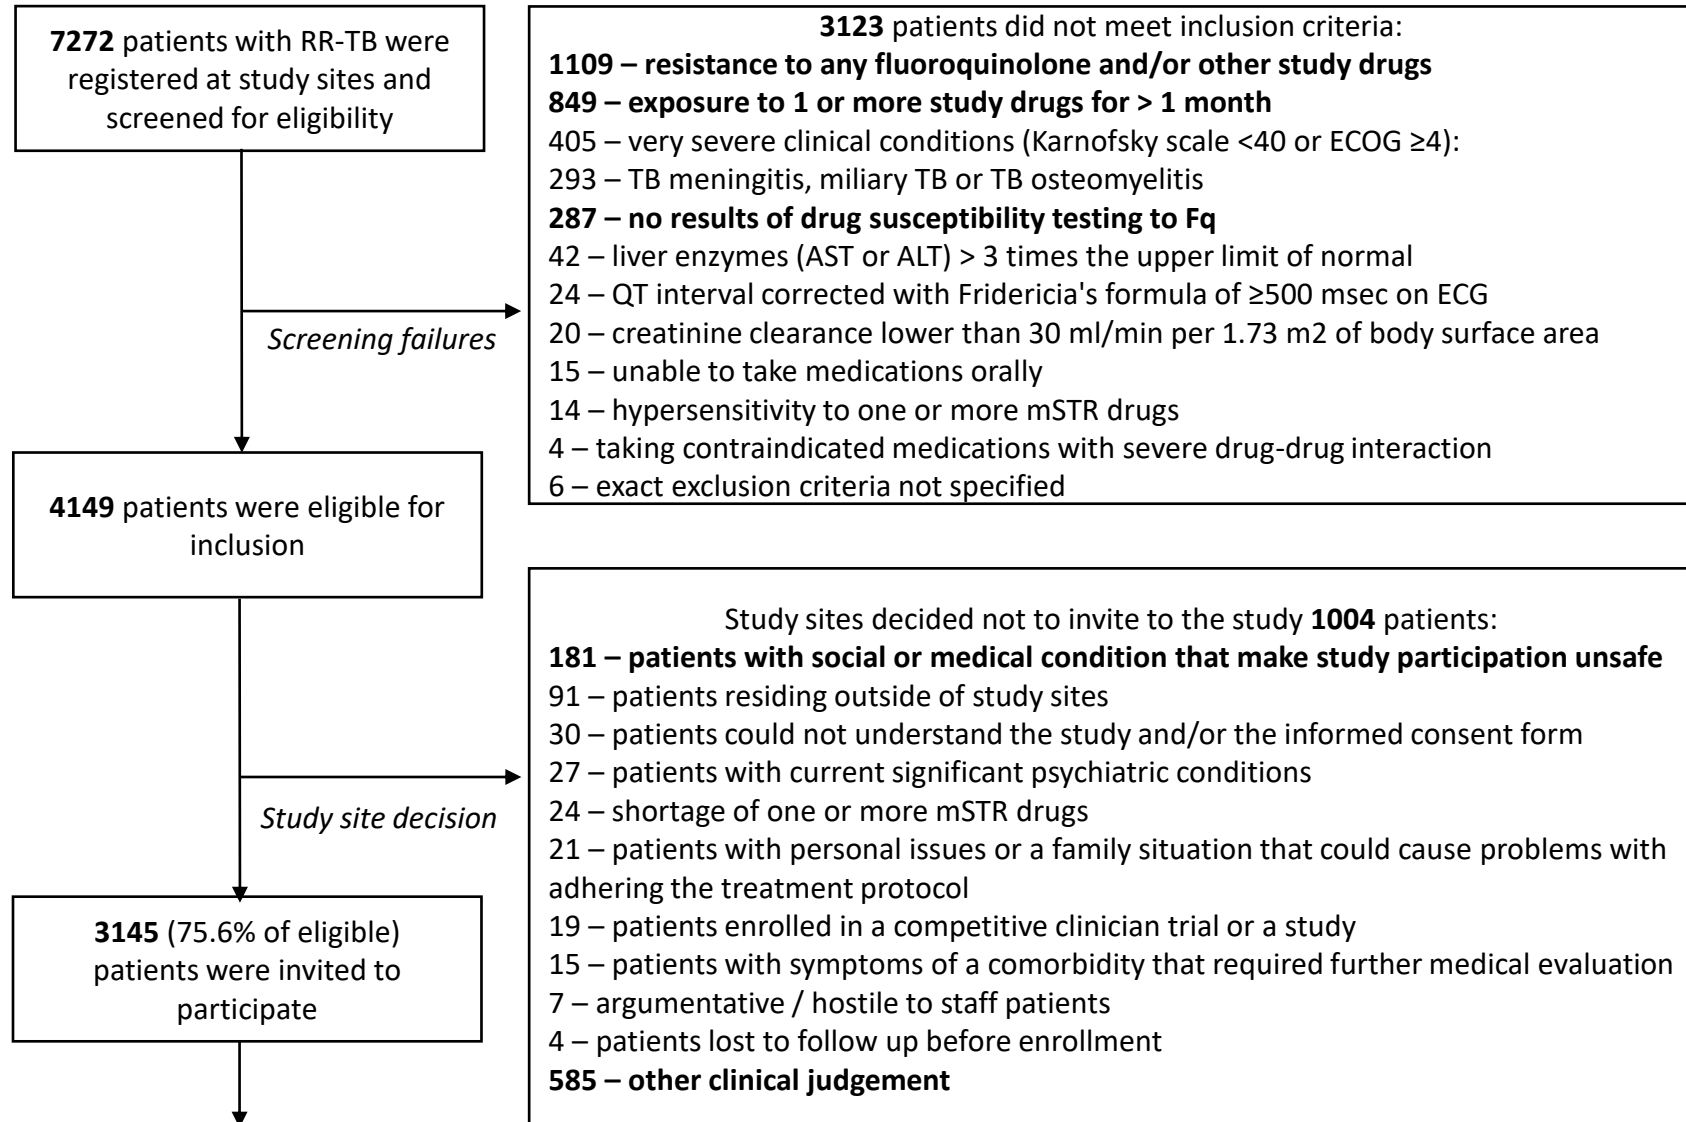 7272 patients with RR-TB were
registered at study sites and
screened for eligibility
3123 patients did not meet inclusion criteria:
1109 – resistance to any fluoroquinolone and/or other study drugs
849 – exposure to 1 or more study drugs for > 1 month
405 – very severe clinical conditions (Karnofsky scale <40 or ECOG ≥4):
293 – TB meningitis, miliary TB or TB osteomyelitis
287 – no results of drug susceptibility testing to Fq
42 – liver enzymes (AST or ALT) > 3 times the upper limit of normal
24 – QT interval corrected with Fridericia's formula of ≥500 msec on ECG
20 – creatinine clearance lower than 30 ml/min per 1.73 m2 of body surface area
15 – unable to take medications orally
14 – hypersensitivity to one or more mSTR drugs
4 – taking contraindicated medications with severe drug-drug interaction
6 – exact exclusion criteria not specified
Screening failures
4149 patients were eligible for
inclusion
Study sites decided not to invite to the study 1004 patients:
181 – patients with social or medical condition that make study participation unsafe
91 – patients residing outside of study sites
30 – patients could not understand the study and/or the informed consent form
27 – patients with current significant psychiatric conditions
24 – shortage of one or more mSTR drugs
21 – patients with personal issues or a family situation that could cause problems with
adhering the treatment protocol
19 – patients enrolled in a competitive clinician trial or a study
15 – patients with symptoms of a comorbidity that required further medical evaluation
7 – argumentative / hostile to staff patients
4 – patients lost to follow up before enrollment
585 – other clinical judgement
Study site decision
3145 (75.6% of eligible)
patients were invited to
participate